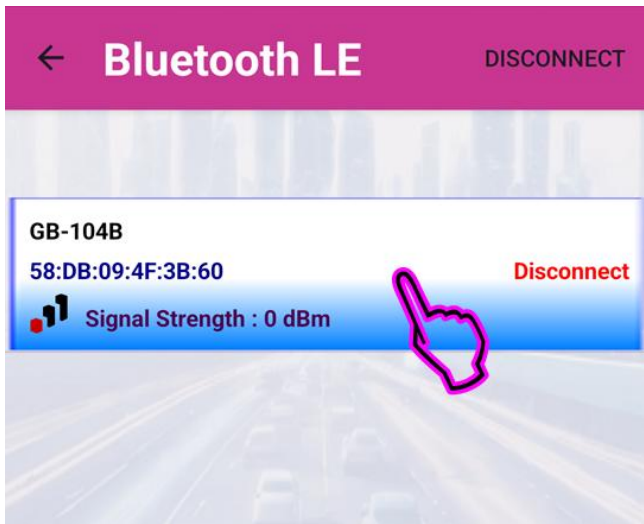 Bluetooth LE DISCONNECT
GB-104B
58:DB:09:4F:3B:60 Disconnect
Signal Strength : 0 dBm